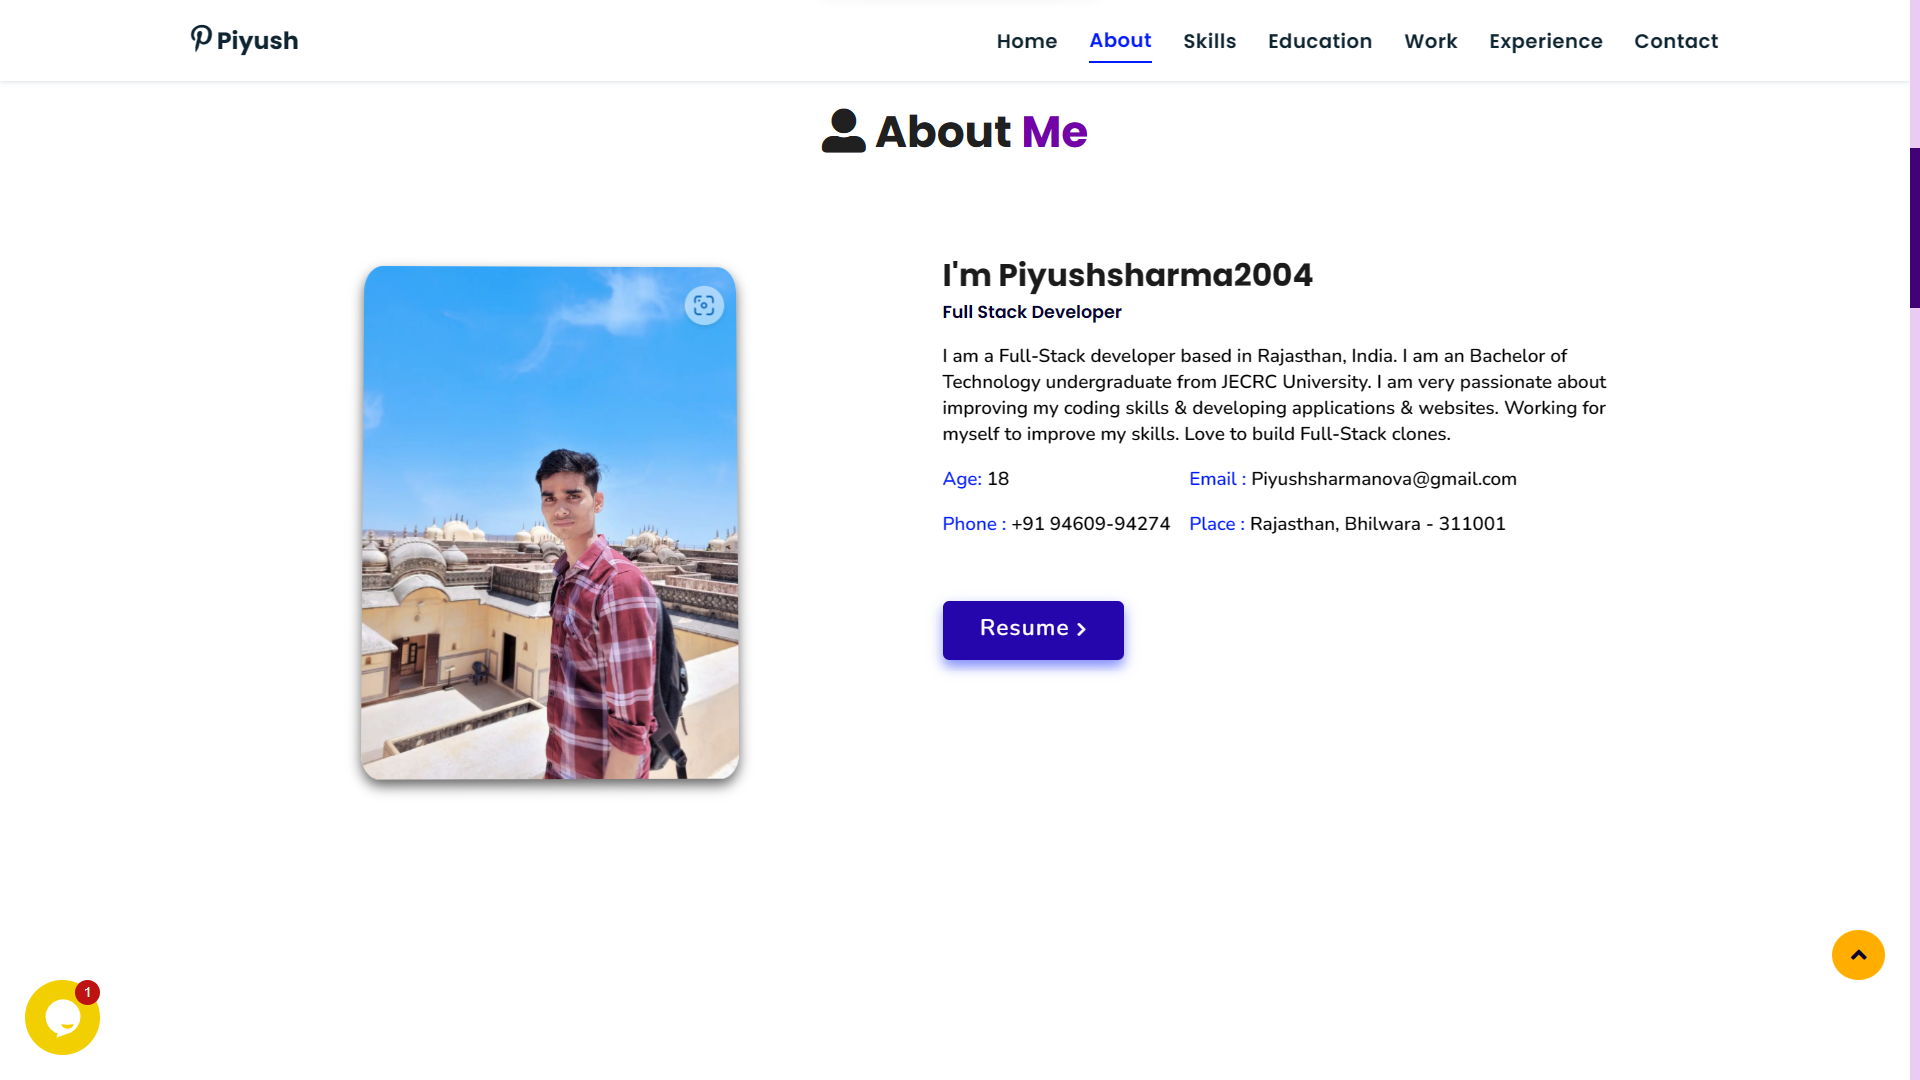 Piyush
Home About Skills Education Work Experience Contact
About Me
I'm Piyushsharma2004
Full Stack Developer
I am a Full-Stack developer based in Rajasthan, India. I am an Bachelor of
Technology undergraduate from JECRC University. I am very passionate about
improving my coding skills & developing applications & websites. Working for
myself to improve my skills. Love to build Full-Stack clones.
Age: 18 Email : Piyushsharmanova@gmail.com
Phone : +91 94609-94274 Place : Rajasthan, Bhilwara - 311001
Resume
1